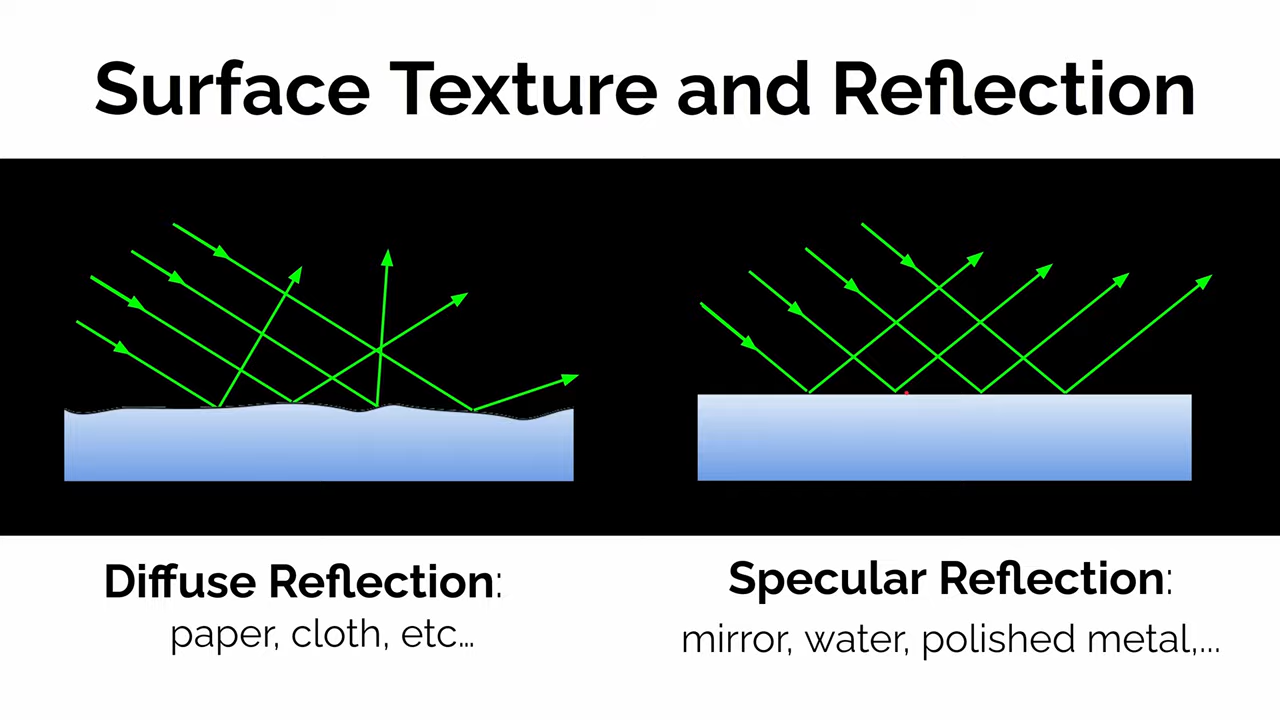 Surface Texture and Reflection
Diffuse Reflection:
paper, cloth, etc...
Specular Reflection:
mirror, water, polished metal,...